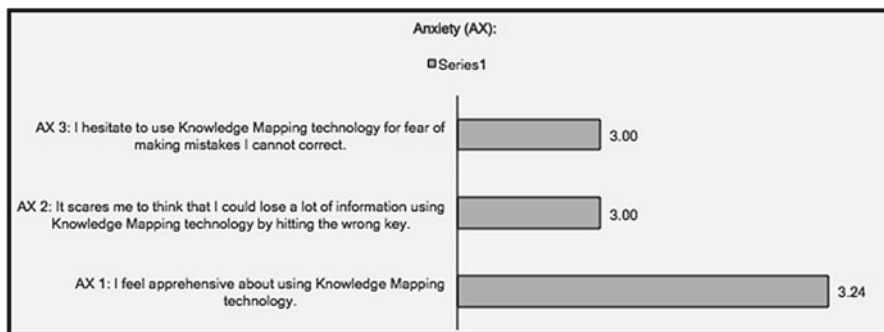 Anxiety (AX):
Series1
AX 3: I hesitate to use Knowledge Mapping technology for fear of
making mistakes I cannot correct.
3.00
AX 2: It scares me to think that I could lose a lot of information using
Knowledge Mapping technology by hitting the wrong key.
3.00
AX 1: I feel apprehensive about using Knowledge Mapping
technology.
3.24